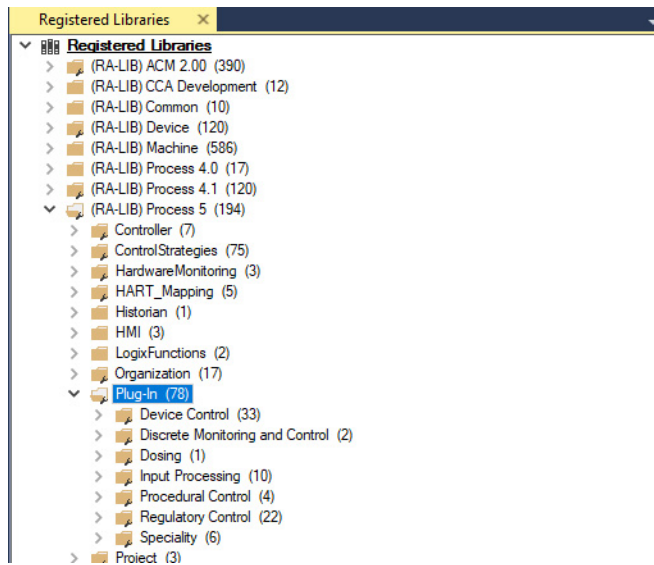 Registered Libraries
Registered Libraries
(RA-LIB) ACM 2.00 (390)
(RA-LIB) CCA Development (12)
(RA-LIB) Common (10)
(RA-LIB) Device (120)
(RA-LIB) Machine (586)
(RA-LIB) Process 4.0 (17)
(RA-LIB) Process 4.1 (120)
(RA-LIB) Process 5 (194)
Controller (7)
ControlStrategies (75)
HardwareMonitoring (3)
HART_Mapping (5)
Historian (1)
HMI (3)
LogixFunctions (2)
Organization (17)
Plug-In (78)
Device Control (33)
Discrete Monitoring and Control (2)
Dosing (1)
Input Processing (10)
Procedural Control (4)
Regulatory Control (22)
Speciality (6)
Project (3)